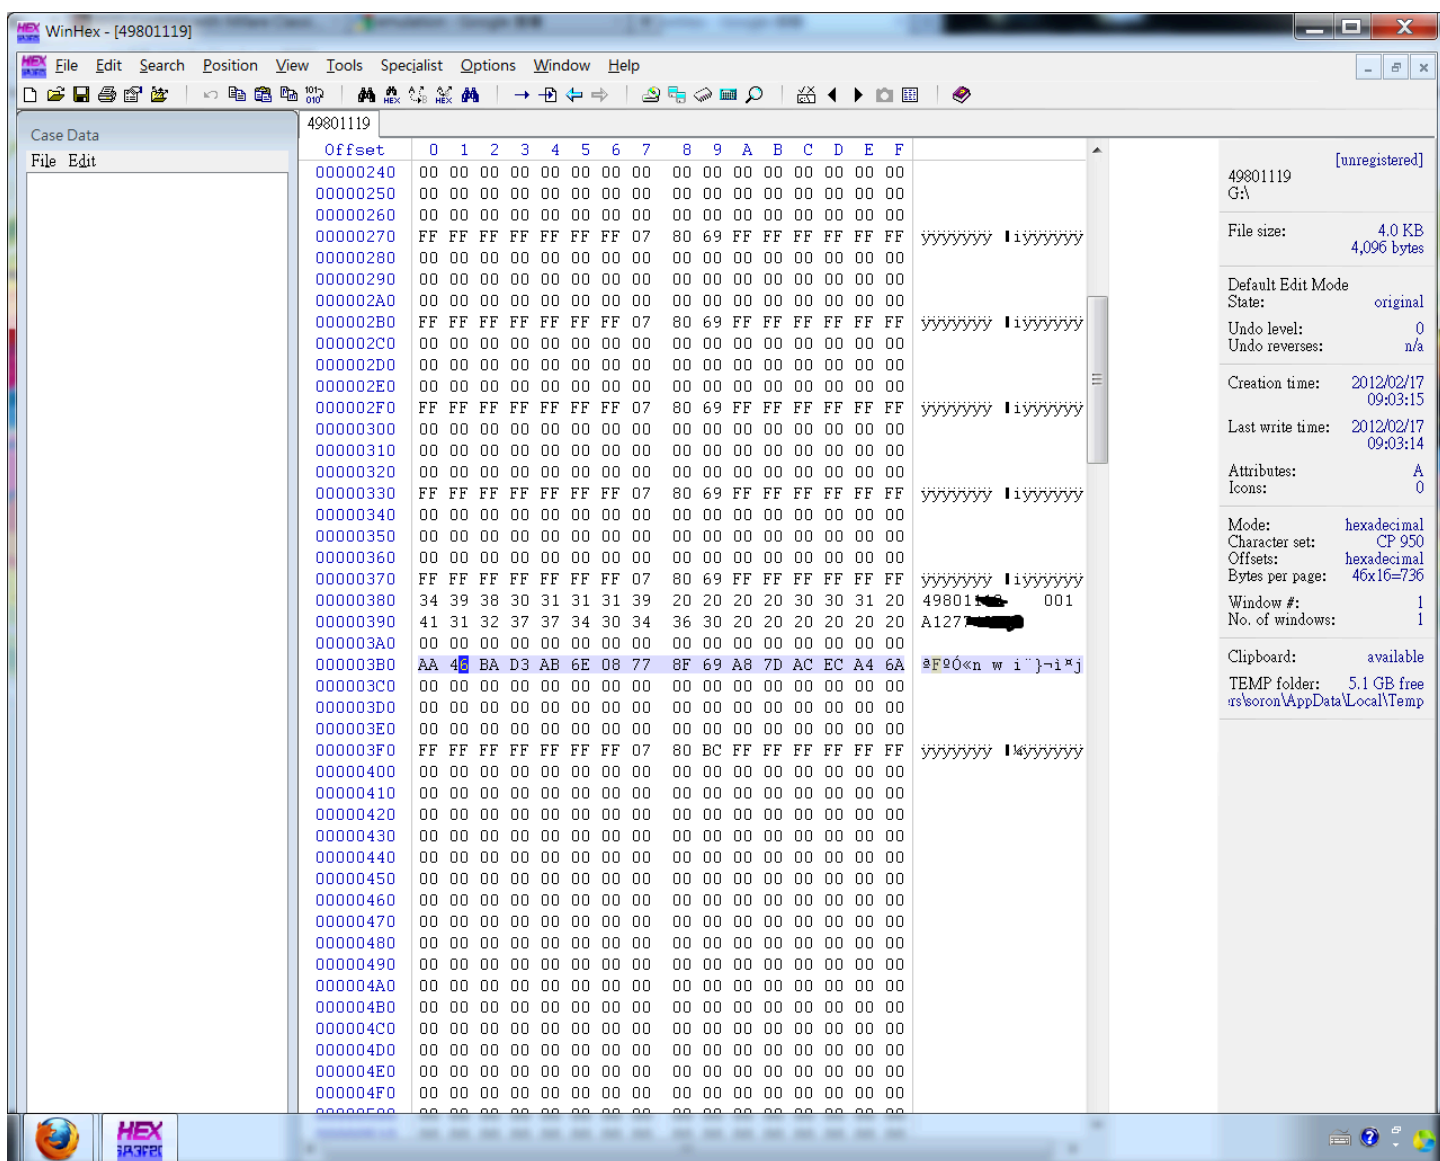 WinHex - [49801119]
File Edit Search Position View Tools Specialist Options Window Help
Case Data
File Edit
49801119
Offset 0 1 2 3 4 5 6 7 8 9 A B C D E F
00000240 00 00 00 00 00 00 00 00 00 00 00 00 00 00 00 00
00000250 00 00 00 00 00 00 00 00 00 00 00 00 00 00 00 00
00000260 00 00 00 00 00 00 00 00 00 00 00 00 00 00 00 00
00000270 FF FF FF FF FF FF FF 07 80 69 FF FF FF FF FF FF ÿÿÿÿÿÿÿ iÿÿÿÿÿÿ
00000280 00 00 00 00 00 00 00 00 00 00 00 00 00 00 00 00
00000290 00 00 00 00 00 00 00 00 00 00 00 00 00 00 00 00
000002A0 00 00 00 00 00 00 00 00 00 00 00 00 00 00 00 00
000002B0 FF FF FF FF FF FF FF 07 80 69 FF FF FF FF FF FF ÿÿÿÿÿÿÿ iÿÿÿÿÿÿ
000002C0 00 00 00 00 00 00 00 00 00 00 00 00 00 00 00 00
000002D0 00 00 00 00 00 00 00 00 00 00 00 00 00 00 00 00
000002E0 00 00 00 00 00 00 00 00 00 00 00 00 00 00 00 00
000002F0 FF FF FF FF FF FF FF 07 80 69 FF FF FF FF FF FF ÿÿÿÿÿÿÿ iÿÿÿÿÿÿ
00000300 00 00 00 00 00 00 00 00 00 00 00 00 00 00 00 00
00000310 00 00 00 00 00 00 00 00 00 00 00 00 00 00 00 00
00000320 00 00 00 00 00 00 00 00 00 00 00 00 00 00 00 00
00000330 FF FF FF FF FF FF FF 07 80 69 FF FF FF FF FF FF ÿÿÿÿÿÿÿ iÿÿÿÿÿÿ
00000340 00 00 00 00 00 00 00 00 00 00 00 00 00 00 00 00
00000350 00 00 00 00 00 00 00 00 00 00 00 00 00 00 00 00
00000360 00 00 00 00 00 00 00 00 00 00 00 00 00 00 00 00
00000370 FF FF FF FF FF FF FF 07 80 69 FF FF FF FF FF FF ÿÿÿÿÿÿÿ iÿÿÿÿÿÿ
00000380 34 39 38 30 31 31 31 39 20 20 20 20 30 30 31 20 49801 001
00000390 41 31 32 37 37 34 30 34 36 30 20 20 20 20 20 20 A127
000003A0 00 00 00 00 00 00 00 00 00 00 00 00 00 00 00 00
000003B0 AA 46 BA D3 AB 6E 08 77 8F 69 A8 7D AC EC A4 6A ªFºÓ«n w i¨}¬ì¤j
000003C0 00 00 00 00 00 00 00 00 00 00 00 00 00 00 00 00
000003D0 00 00 00 00 00 00 00 00 00 00 00 00 00 00 00 00
000003E0 00 00 00 00 00 00 00 00 00 00 00 00 00 00 00 00
000003F0 FF FF FF FF FF FF FF 07 80 BC FF FF FF FF FF FF ÿÿÿÿÿÿÿ ¼ÿÿÿÿÿÿ
00000400 00 00 00 00 00 00 00 00 00 00 00 00 00 00 00 00
00000410 00 00 00 00 00 00 00 00 00 00 00 00 00 00 00 00
00000420 00 00 00 00 00 00 00 00 00 00 00 00 00 00 00 00
00000430 00 00 00 00 00 00 00 00 00 00 00 00 00 00 00 00
00000440 00 00 00 00 00 00 00 00 00 00 00 00 00 00 00 00
00000450 00 00 00 00 00 00 00 00 00 00 00 00 00 00 00 00
00000460 00 00 00 00 00 00 00 00 00 00 00 00 00 00 00 00
00000470 00 00 00 00 00 00 00 00 00 00 00 00 00 00 00 00
00000480 00 00 00 00 00 00 00 00 00 00 00 00 00 00 00 00
00000490 00 00 00 00 00 00 00 00 00 00 00 00 00 00 00 00
000004A0 00 00 00 00 00 00 00 00 00 00 00 00 00 00 00 00
000004B0 00 00 00 00 00 00 00 00 00 00 00 00 00 00 00 00
000004C0 00 00 00 00 00 00 00 00 00 00 00 00 00 00 00 00
000004D0 00 00 00 00 00 00 00 00 00 00 00 00 00 00 00 00
000004E0 00 00 00 00 00 00 00 00 00 00 00 00 00 00 00 00
000004F0 00 00 00 00 00 00 00 00 00 00 00 00 00 00 00 00
[unregistered]
49801119
G:\
File size: 4.0 KB
4,096 bytes
Default Edit Mode
State: original
Undo level: 0
Undo reverses: n/a
Creation time: 2012/02/17
09:03:15
Last write time: 2012/02/17
09:03:14
Attributes: A
Icons: 0
Mode: hexadecimal
Character set: CP 950
Offsets: hexadecimal
Bytes per page: 46x16=736
Window #: 1
No. of windows: 1
Clipboard: available
TEMP folder: 5.1 GB free
rs\soron\AppData\Local\Temp
HEX